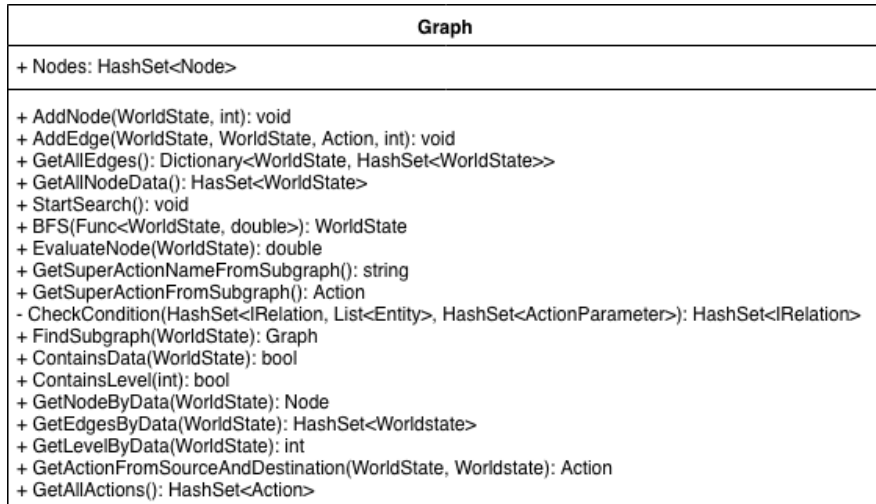 Graph
+ Nodes: HashSet<Node>
+ AddNode(WorldState, int): void
+ AddEdge(WorldState, WorldState, Action, int): void
+ GetAllEdges(): Dictionary<WorldState, HashSet<WorldState>>
+ GetAllNodeData(): HasSet<WorldState>
+ StartSearch(): void
+ BFS(Func<WorldState, double>): WorldState
+ EvaluateNode(WorldState): double
+ GetSuperActionNameFromSubgraph(): string
+ GetSuperActionFromSubgraph(): Action
- CheckCondition(HashSet<IRelation, List<Entity>, HashSet<ActionParameter>): HashSet<IRelation>
+ FindSubgraph(WorldState): Graph
+ ContainsData(WorldState): bool
+ ContainsLevel(int): bool
+ GetNodeByData(WorldState): Node
+ GetEdgesByData(WorldState): HashSet<Worldstate>
+ GetLevelByData(WorldState): int
+ GetActionFromSourceAndDestination(WorldState, Worldstate): Action
+ GetAllActions(): HashSet<Action>